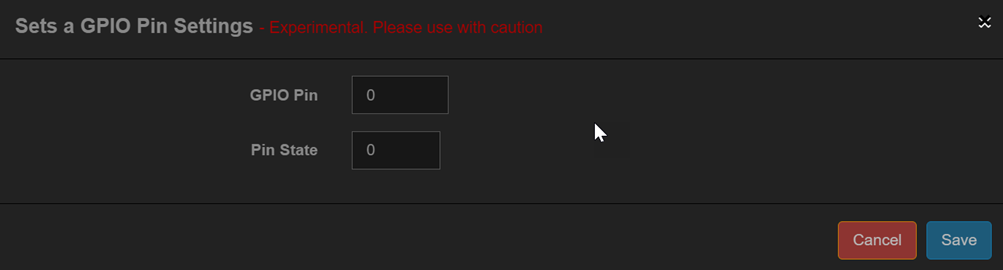 Sets a GPIO Pin Settings - Experimental. Please use with caution
GPIO Pin 0
Pin State 0
Cancel Save